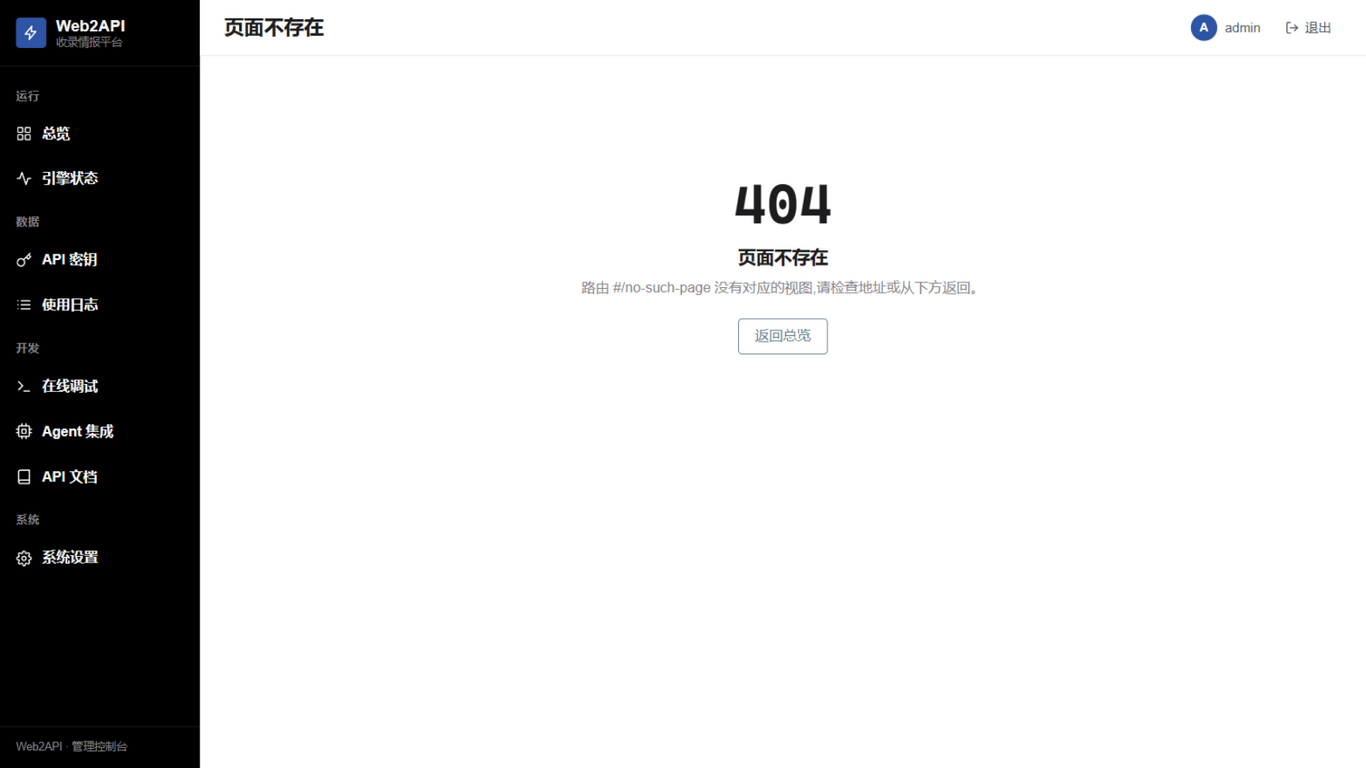 Web2API
收录情报平台
运行
总览
引擎状态
数据
API 密钥
使用日志
开发
在线调试
Agent 集成
API 文档
系统
系统设置
Web2API · 管理控制台
页面不存在
A admin 退出
404
页面不存在
路由 #/no-such-page 没有对应的视图,请检查地址或从下方返回。
返回总览